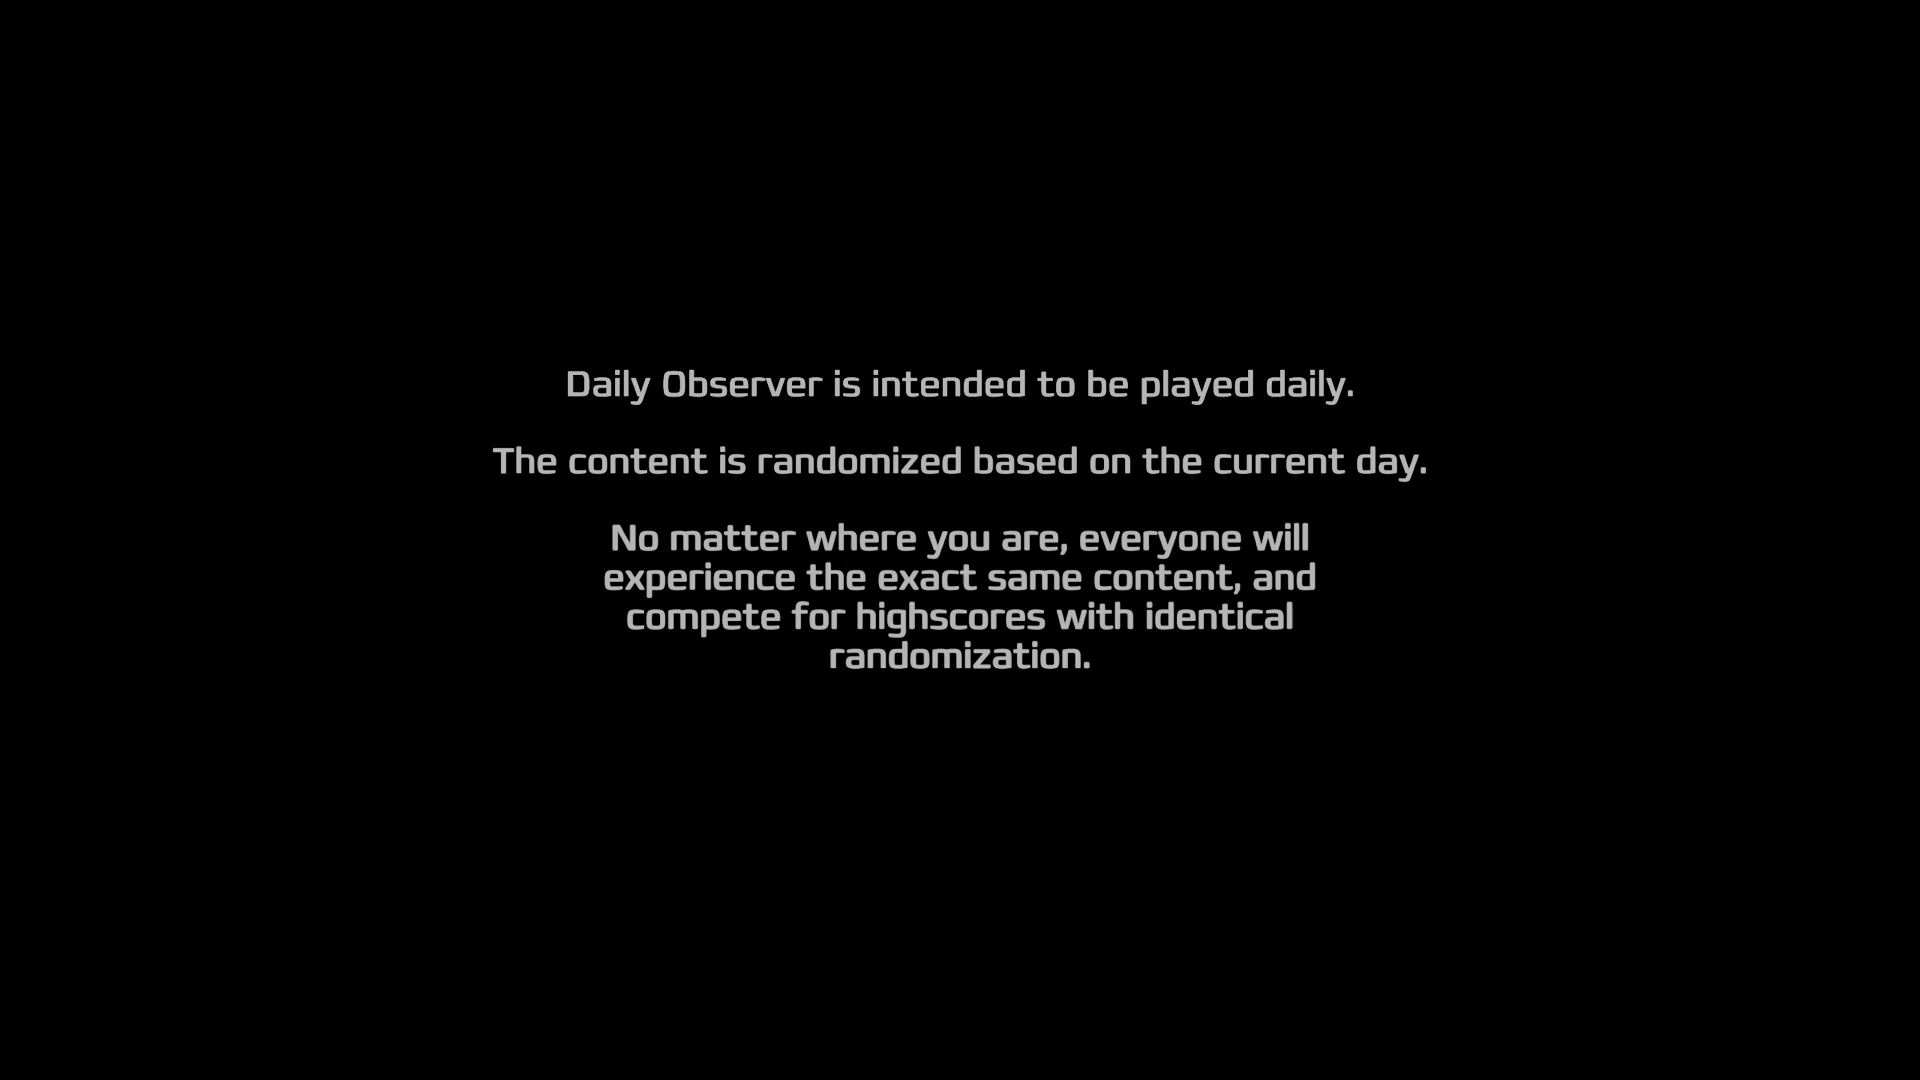 Daily Observer is intended to be played daily.
The content is randomized based on the current day.
No matter where you are, everyone will
experience the exact same content, and
compete for highscores with identical
randomization.